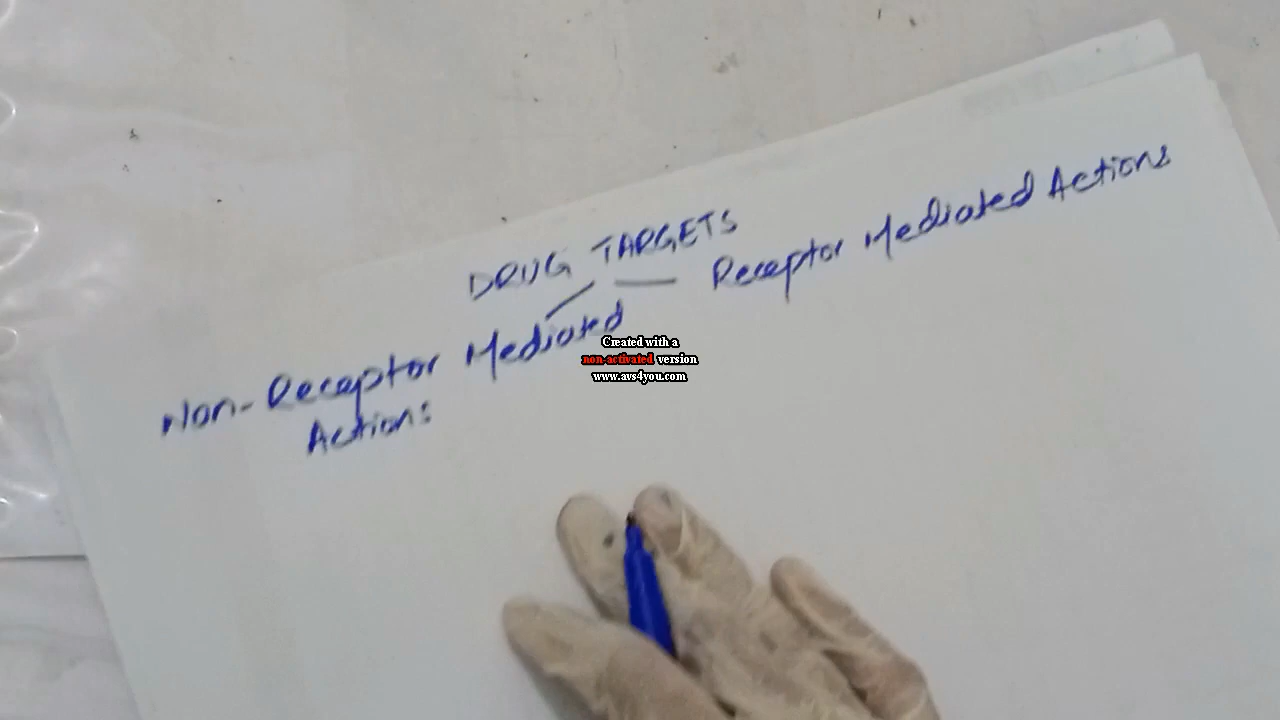 DRUG TARGETS
Receptor Mediated Actions
Non-Receptor Mediated
Actions
Created with a
non-activated version
www.avs4you.com